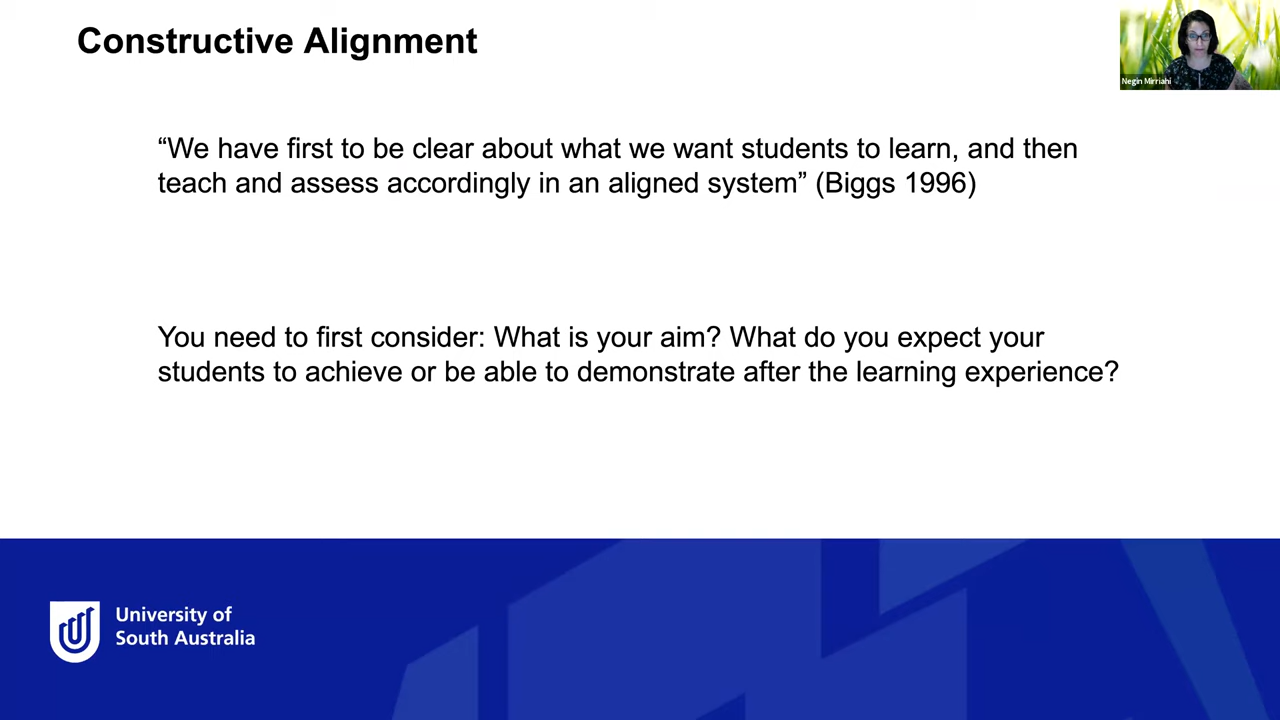 Constructive Alignment
Negin Mirriahi
“We have first to be clear about what we want students to learn, and then
teach and assess accordingly in an aligned system” (Biggs 1996)
You need to first consider: What is your aim? What do you expect your
students to achieve or be able to demonstrate after the learning experience?
University of
South Australia